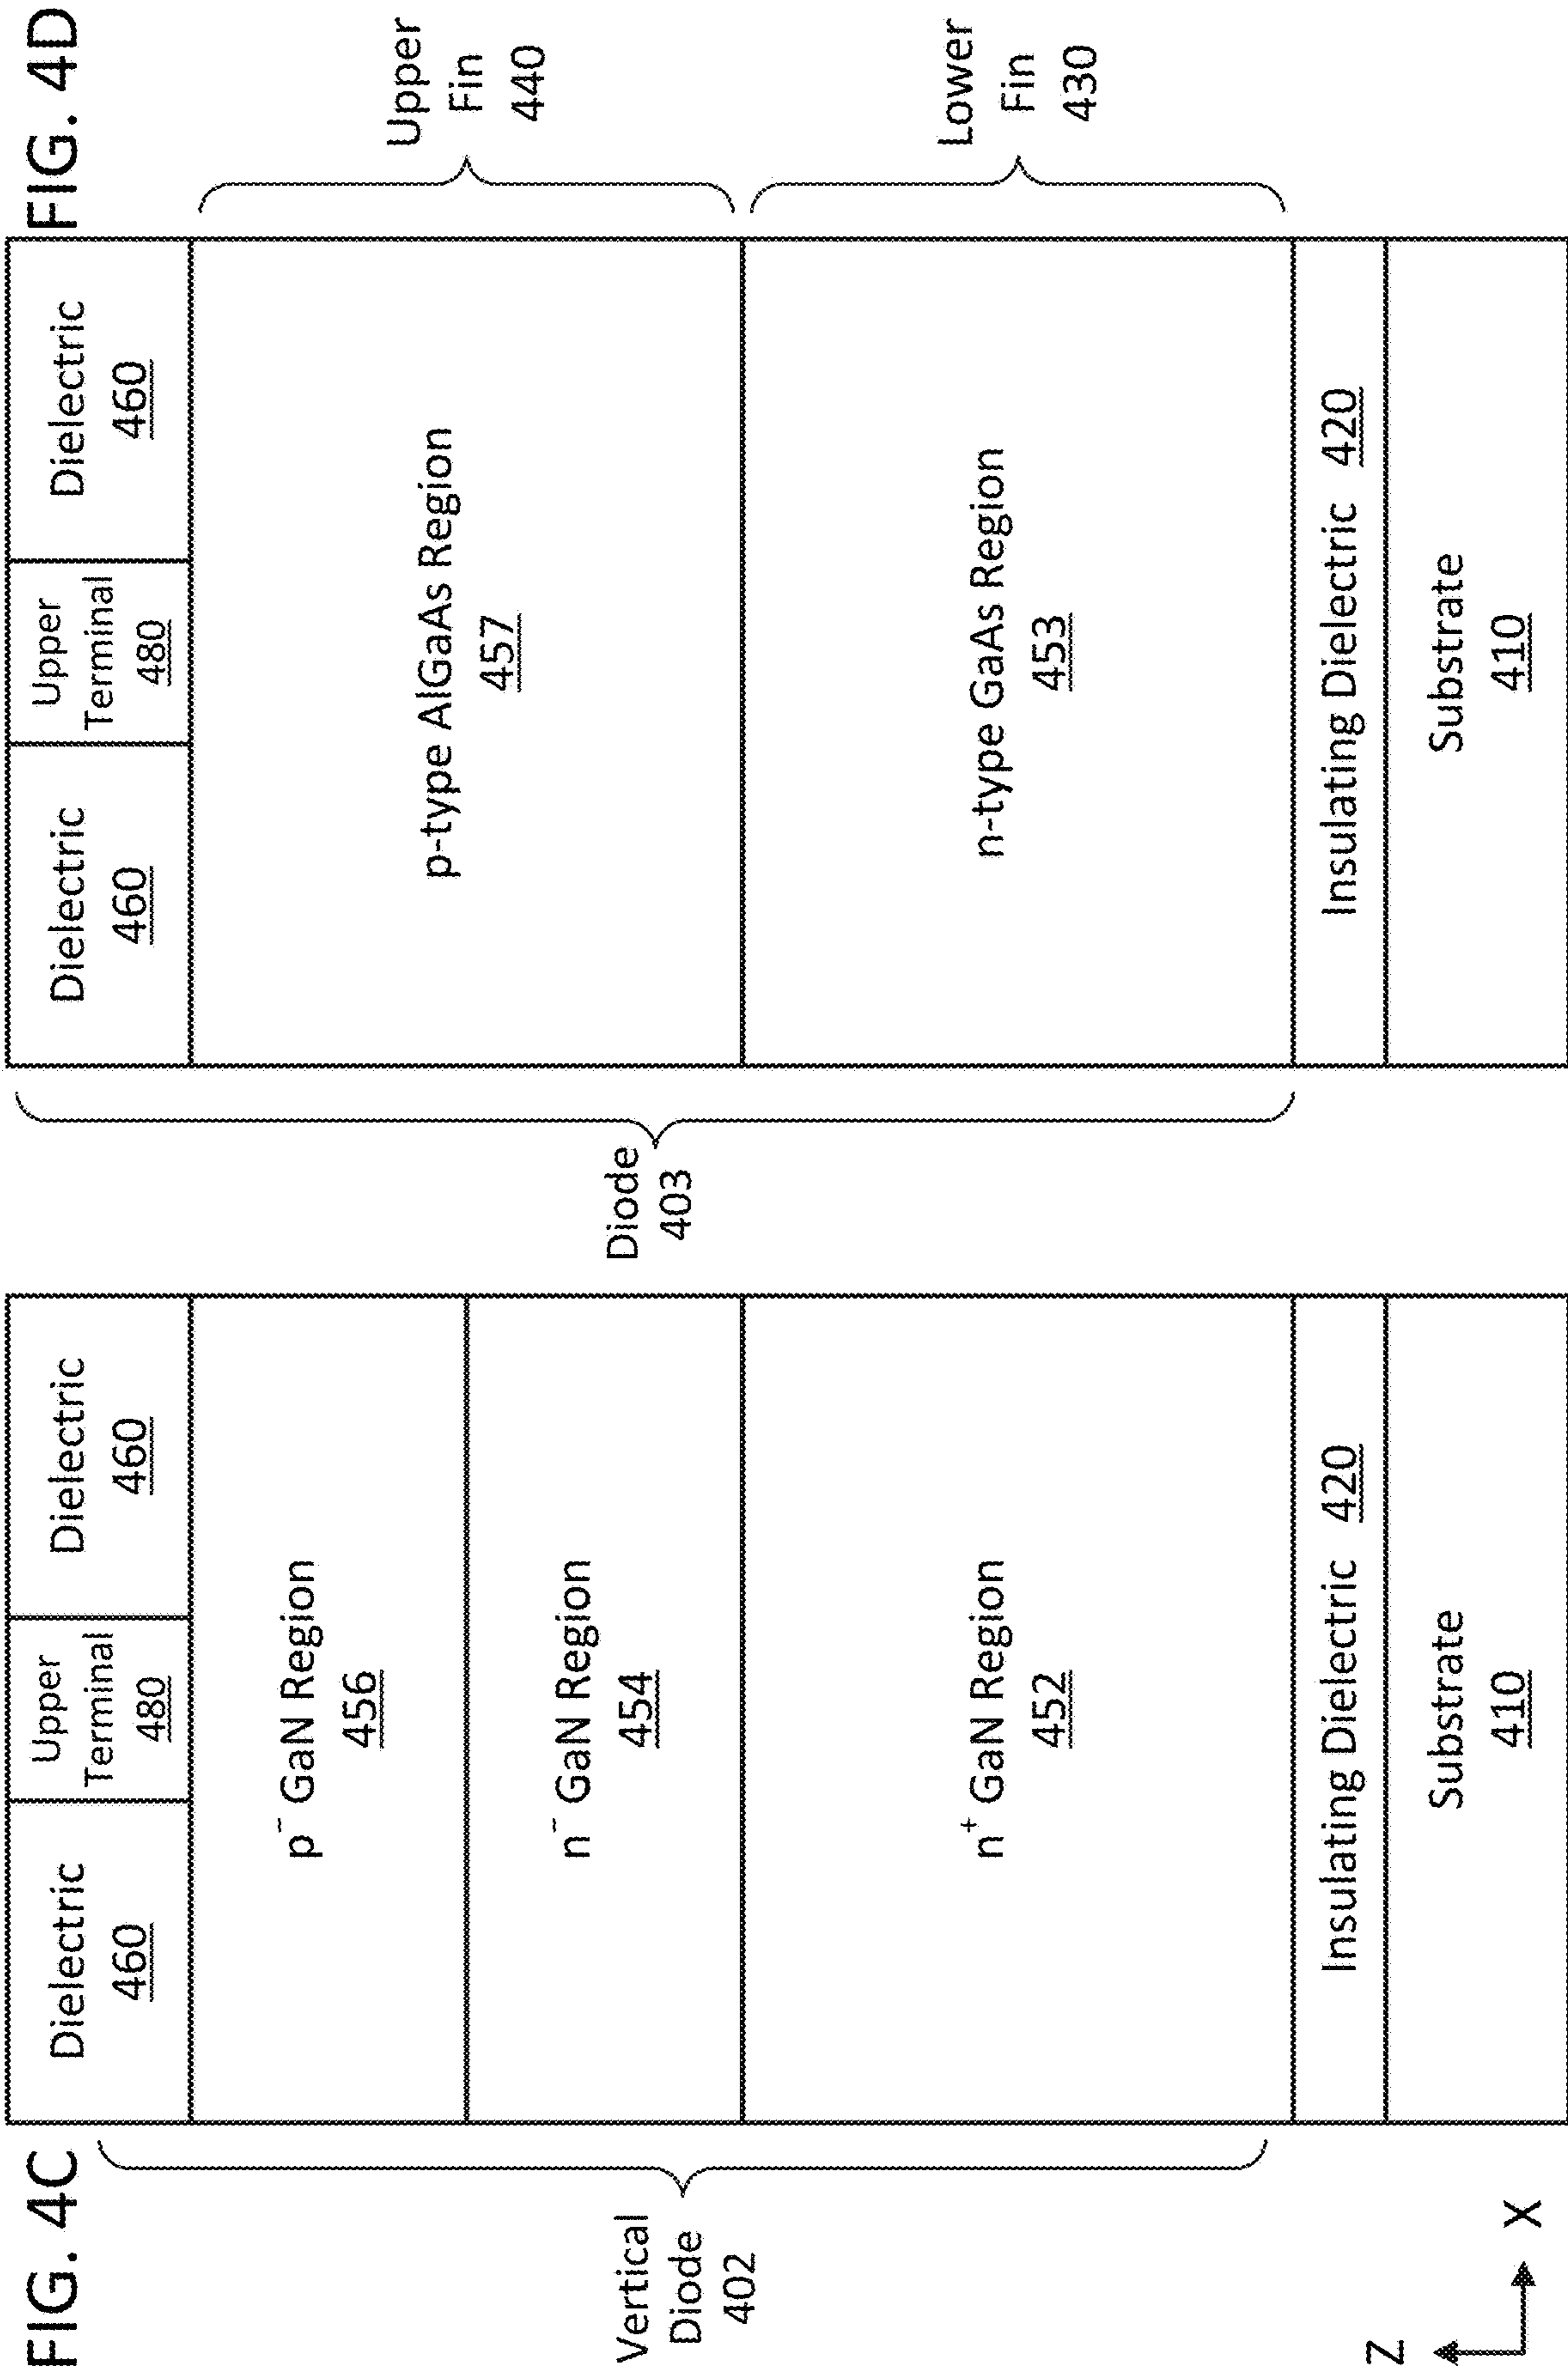 FIG. 4C
Vertical
Diode
402
Dielectric
460
Upper
Terminal
480
Dielectric
460
p⁻ GaN Region
456
n⁻ GaN Region
454
n⁺ GaN Region
452
Insulating Dielectric 420
Substrate
410
Z
X
FIG. 4D
Diode
403
Dielectric
460
Upper
Terminal
480
Dielectric
460
p-type AlGaAs Region
457
n-type GaAs Region
453
Insulating Dielectric 420
Substrate
410
Upper
Fin
440
Lower
Fin
430